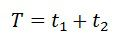 T = t₁ + t₂